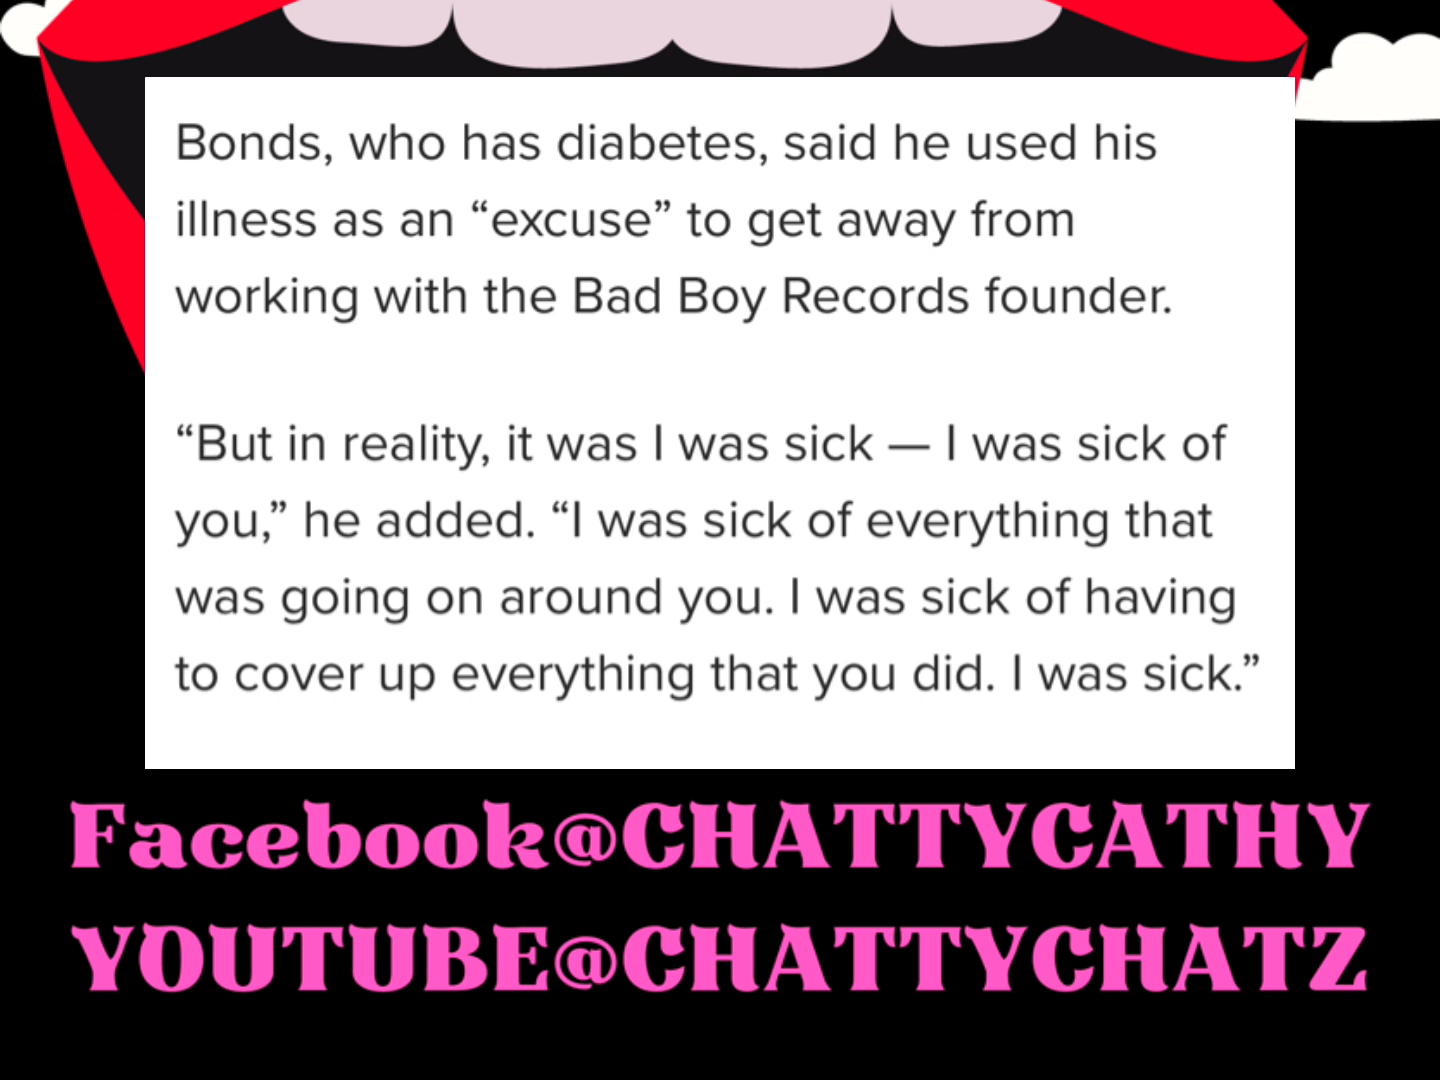 Bonds, who has diabetes, said he used his
illness as an “excuse” to get away from
working with the Bad Boy Records founder.
“But in reality, it was I was sick — I was sick of
you,” he added. “I was sick of everything that
was going on around you. I was sick of having
to cover up everything that you did. I was sick.”
Facebook@CHATTYCATHY
YOUTUBE@CHATTYCHATZ